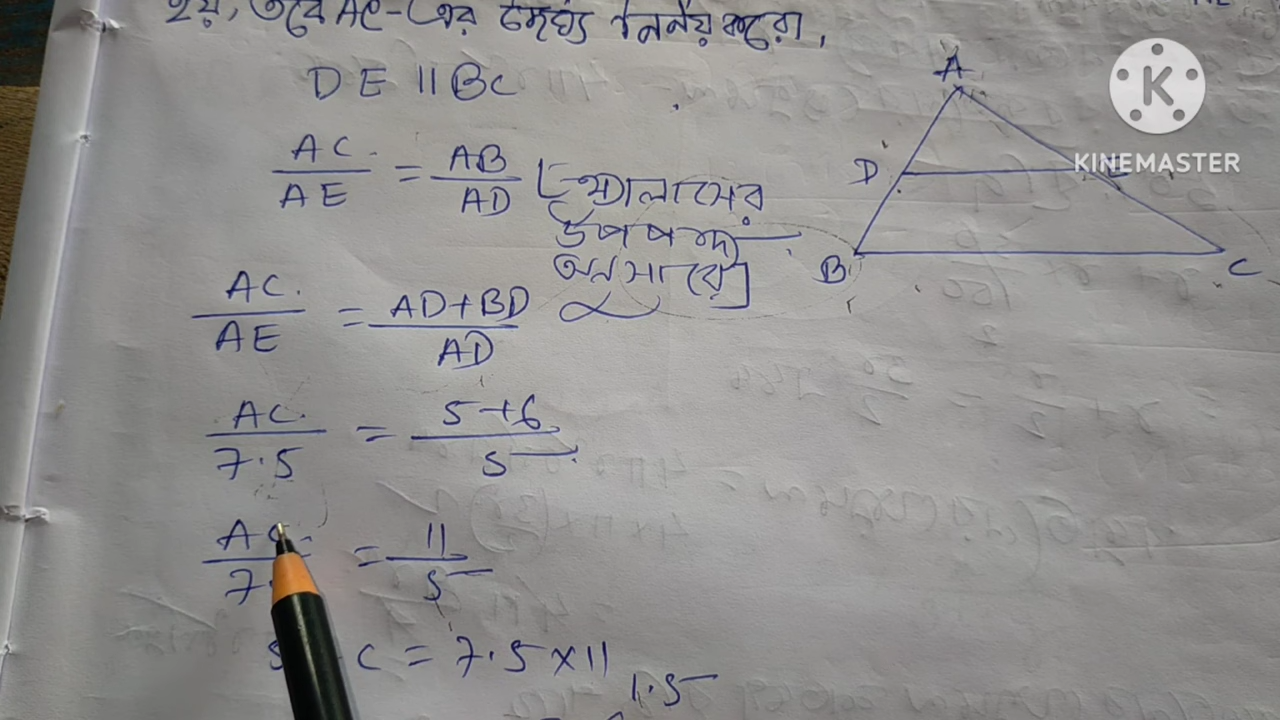 হয়, তবে AC-এর দৈর্ঘ্য নির্ণয় করো,
DE || BC
AC. / AE = AB / AD [থ্যালাসের
উপপাদ্য
অনুসারে]
AC. / AE = AD+BD / AD
AC. / 7.5 = 5+6 / 5
AC / 7. = 11 / 5
C = 7.5 x 11
1.5
A
D
B
C
K
KINEMASTER